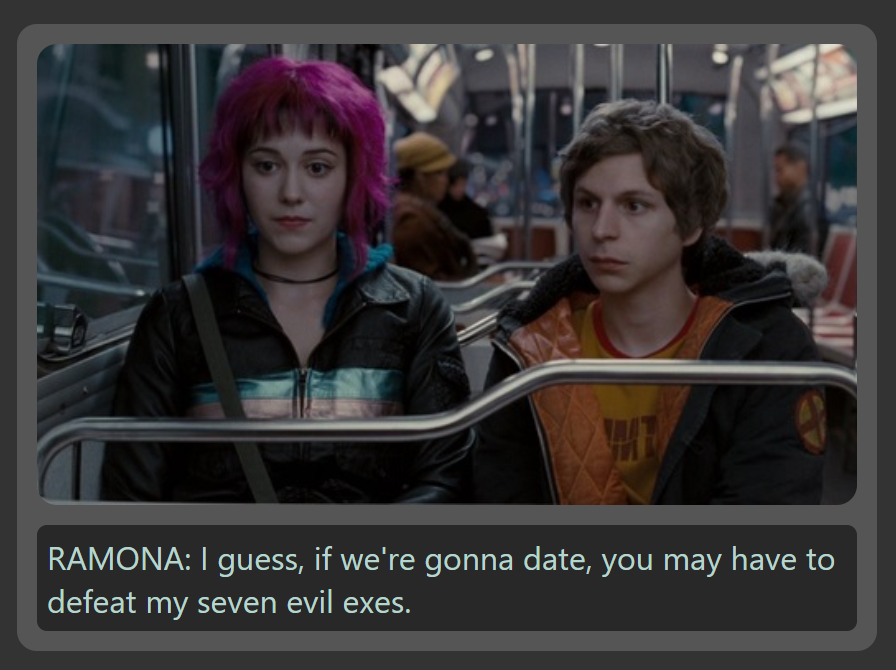 RAMONA: I guess, if we're gonna date, you may have to
defeat my seven evil exes.